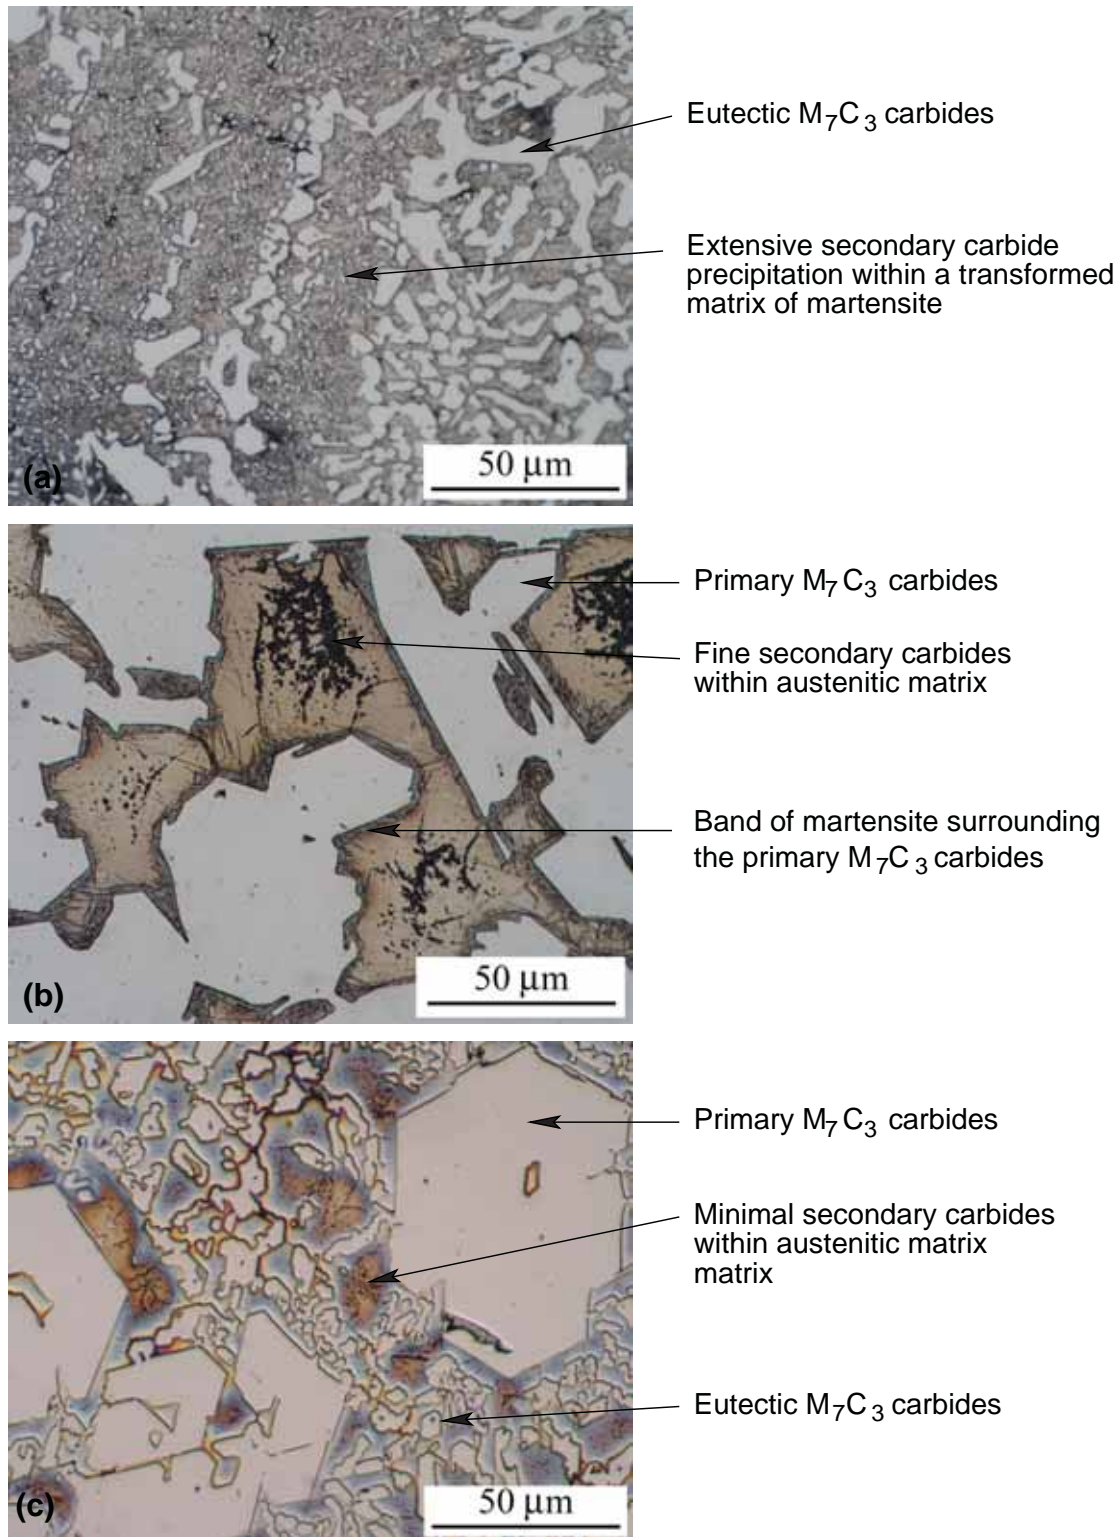 Eutectic M7C3 carbides
Extensive secondary carbide
precipitation within a transformed
matrix of martensite
50 µm
(a)
Primary M7C3 carbides
Fine secondary carbides
within austenitic matrix
Band of martensite surrounding
the primary M7C3 carbides
50 µm
(b)
Primary M7C3 carbides
Minimal secondary carbides
within austenitic matrix
matrix
Eutectic M7C3 carbides
50 µm
(c)